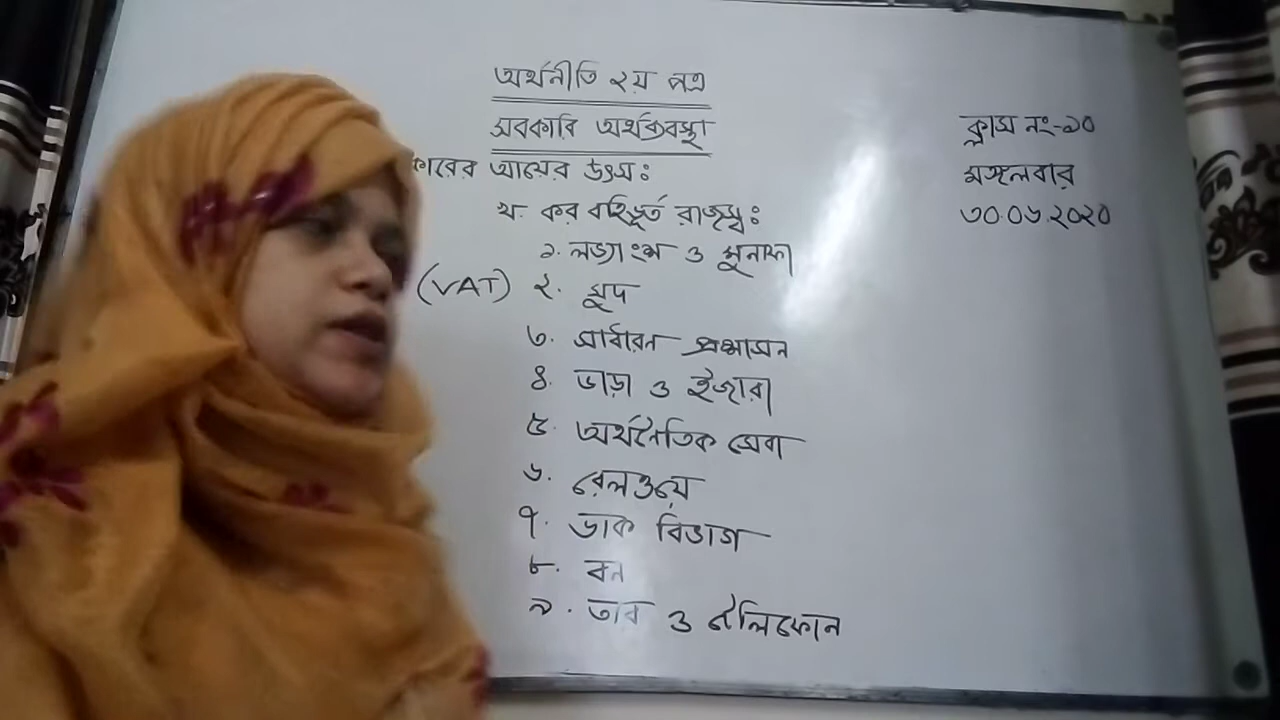 অর্থনীতি ২য় পত্র
সরকারি অর্থব্যবস্থা
ক্লাস নং-১০
মঙ্গলবার
৩০.০৬.২০২০
কারের আয়ের উৎস:
খ. কর বহির্ভূত রাজস্ব:
১. লভ্যাংশ ও মুনাফা
(VAT) ২. সুদ
৩. সাধারন প্রশাসন
৪. ভাড়া ও ইজারা
৫. অর্থনৈতিক সেবা
৬. রেলওয়ে
৭. ডাক বিভাগ
৮. বন
৯. তার ও টেলিফোন